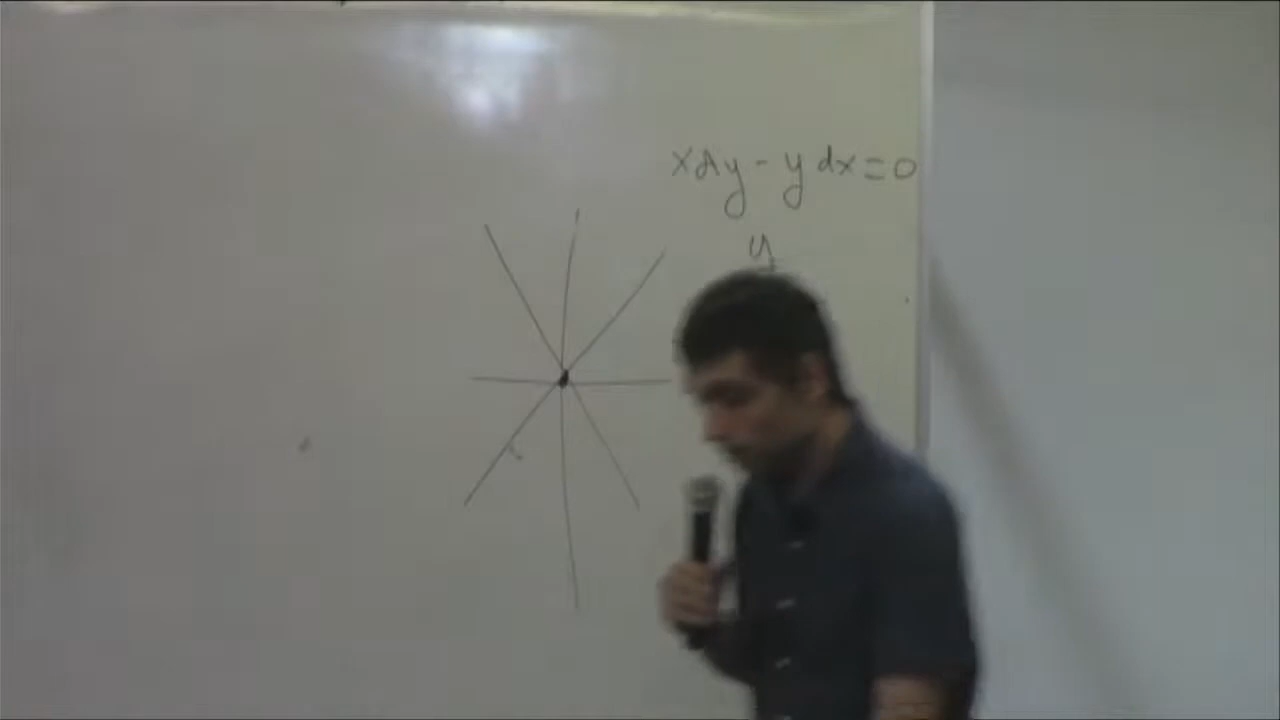 xdy - ydx = 0
y